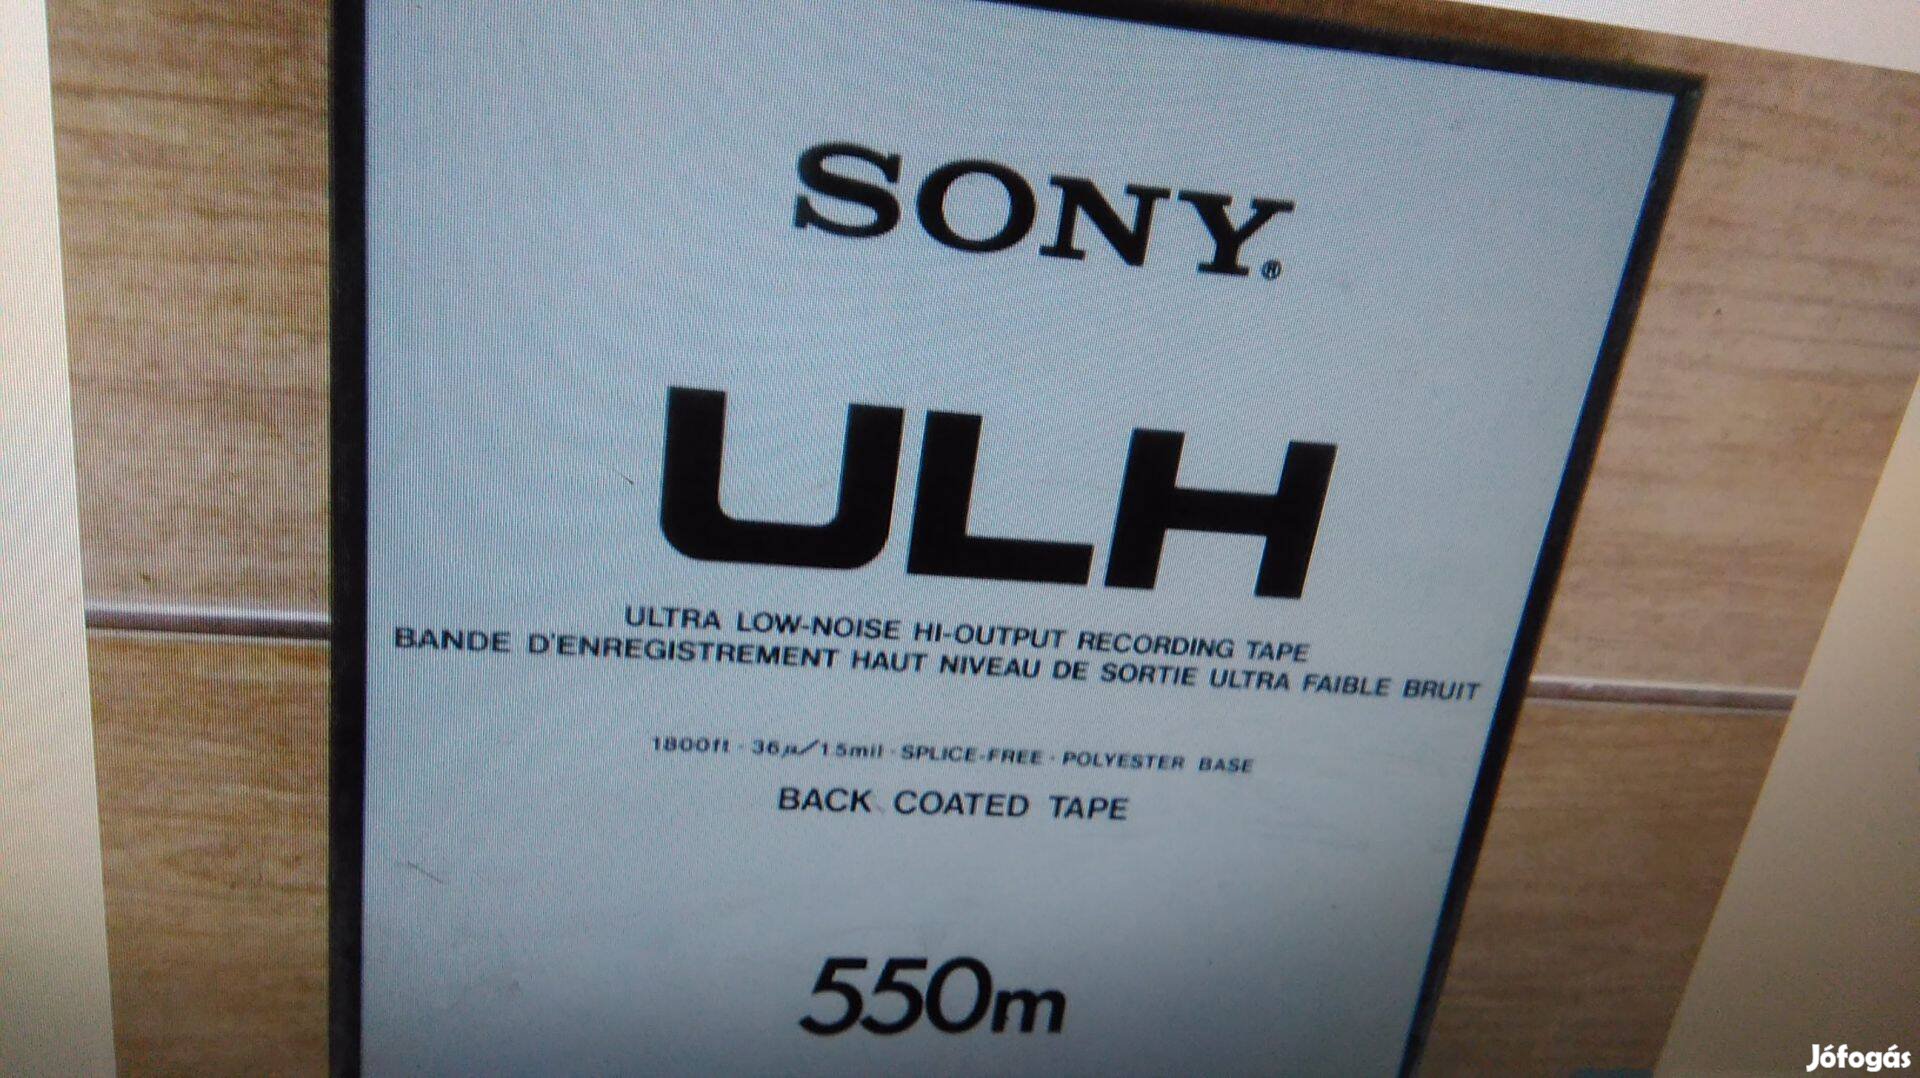 SONY®
ULH
ULTRA LOW-NOISE HI-OUTPUT RECORDING TAPE
BANDE D'ENREGISTREMENT HAUT NIVEAU DE SORTIE ULTRA FAIBLE BRUIT
1800ft · 36μ/1.5mil · SPLICE-FREE · POLYESTER BASE
BACK COATED TAPE
550m
Jófogás